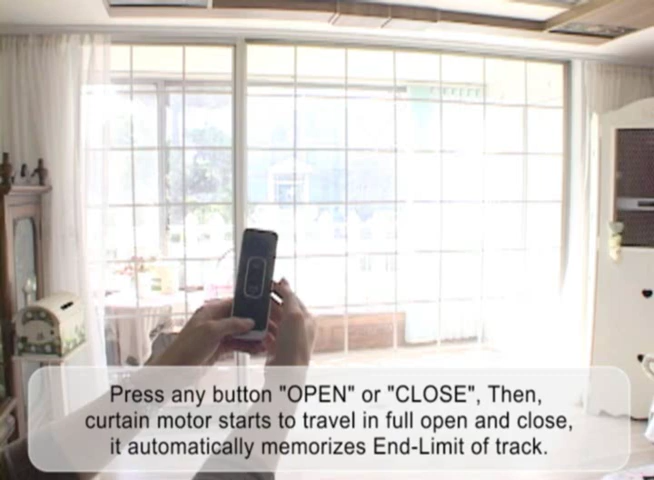 Press any button "OPEN" or "CLOSE", Then,
curtain motor starts to travel in full open and close,
it automatically memorizes End-Limit of track.